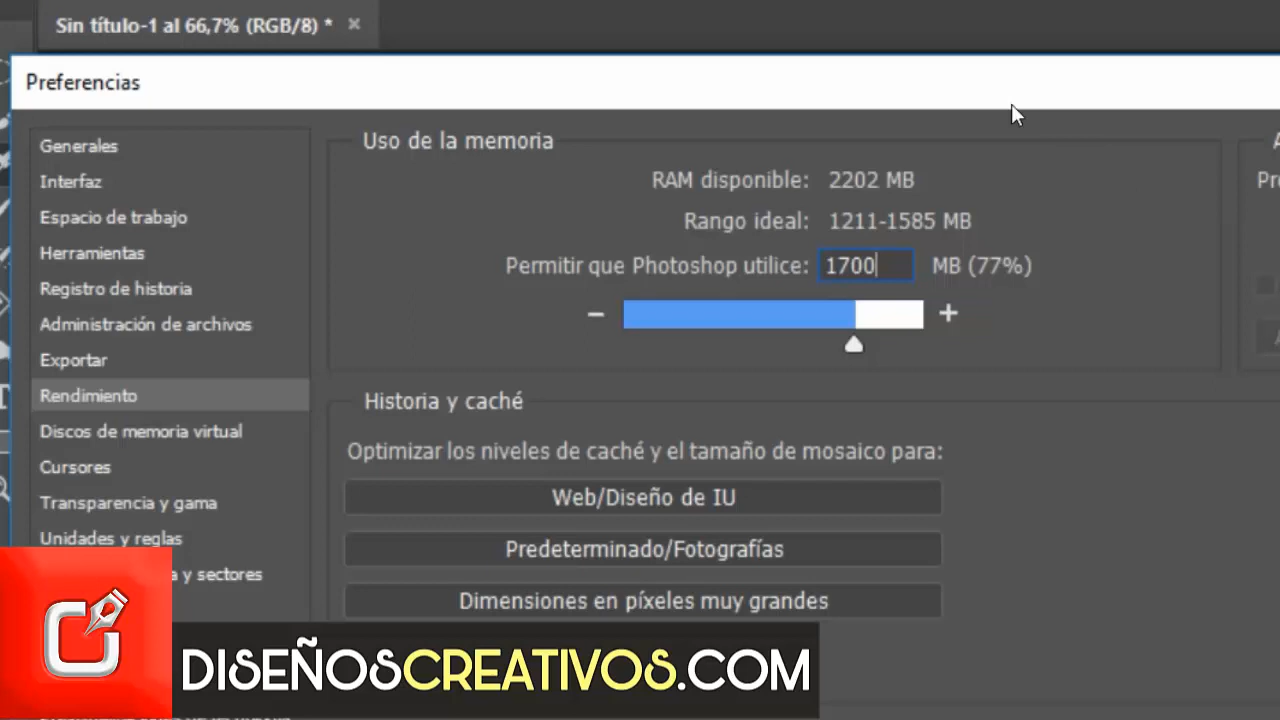 Sin título-1 al 66,7% (RGB/8) *
Preferencias
Generales
Interfaz
Espacio de trabajo
Herramientas
Registro de historia
Administración de archivos
Exportar
Rendimiento
Discos de memoria virtual
Cursores
Transparencia y gama
Unidades y reglas
y sectores
Uso de la memoria
RAM disponible: 2202 MB
Rango ideal: 1211-1585 MB
Permitir que Photoshop utilice: 1700 MB (77%)
− +
Historia y caché
Optimizar los niveles de caché y el tamaño de mosaico para:
Web/Diseño de IU
Predeterminado/Fotografías
Dimensiones en píxeles muy grandes
DISEÑOSCREATIVOS.COM